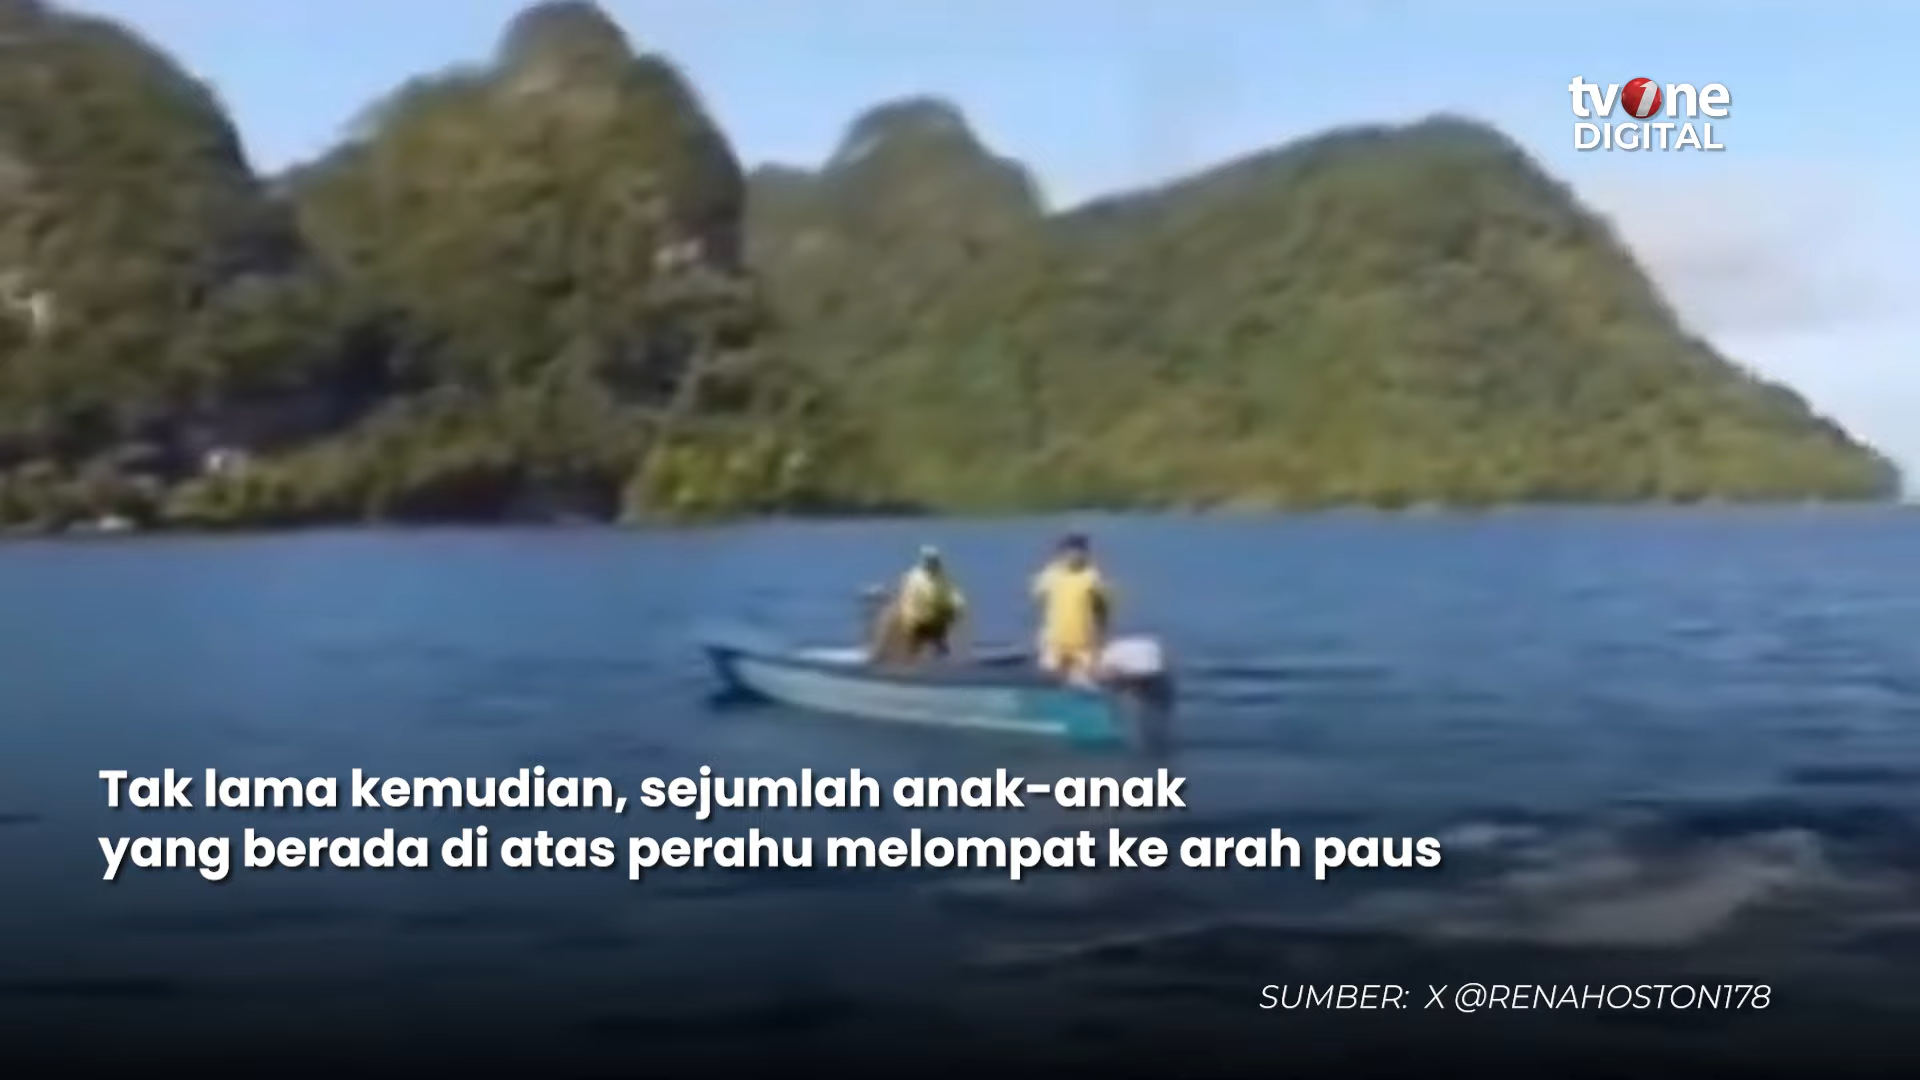 tvOne
DIGITAL
Tak lama kemudian, sejumlah anak-anak
yang berada di atas perahu melompat ke arah paus
SUMBER: X @RENAHOSTON178